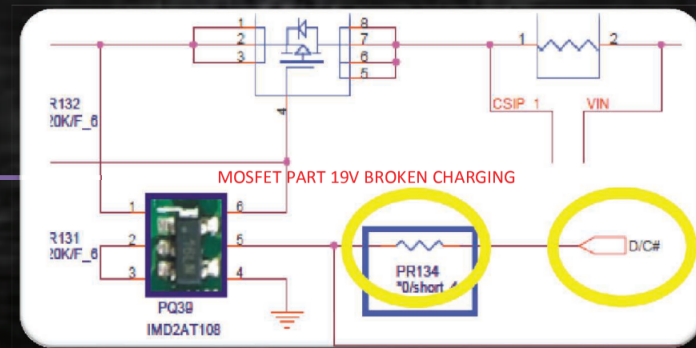 1
2
3
8
7
6
5
4
1
2
CSIP_1
VIN
R132
20K/F_6
MOSFET PART 19V BROKEN CHARGING
1
2
3
6
5
4
R131
20K/F_6
D/C#
PR134
*0/short_4
PQ39
IMD2AT108